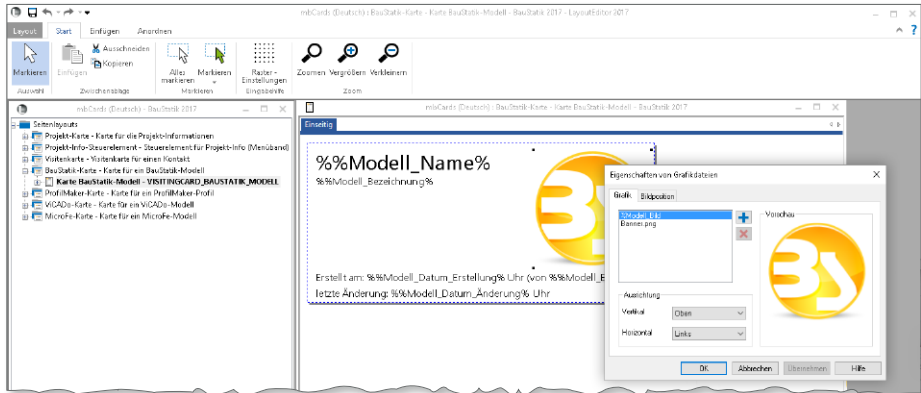 mbCards (Deutsch) : BauStatik-Karte - Karte BauStatik-Modell - BauStatik 2017 - LayoutEditor 2017
Layout Start Einfügen Anordnen
Markieren
Einfügen
Ausschneiden
Kopieren
Alles markieren
Markieren
Raster-Einstellungen
Zoomen Vergrößern Verkleinern
Auswahl Zwischenablage Markieren Eingabehilfe Zoom
mbCards (Deutsch) - BauStatik 2017
Seitenlayouts
Projekt-Karte - Karte für die Projekt-Informationen
Projekt-Info-Steuerelement - Steuerelement für Projekt-Info (Menüband)
Visitenkarte - Visitenkarte für einen Kontakt
BauStatik-Karte - Karte für ein BauStatik-Modell
Karte BauStatik-Modell - VISITINGCARD_BAUSTATIK_MODELL
ProfilMaker-Karte - Karte für ein ProfilMaker-Profil
ViCADo-Karte - Karte für ein ViCADo-Modell
MicroFe-Karte - Karte für ein MicroFe-Modell
mbCards (Deutsch) : BauStatik-Karte - Karte BauStatik-Modell - BauStatik 2017
Einseitig
%%Modell_Name%
%%Modell_Bezeichnung%
Erstellt am: %%Modell_Datum_Erstellung% Uhr (von %%Modell_B
letzte Änderung: %%Modell_Datum_Änderung% Uhr
Eigenschaften von Grafikdateien
Grafik Bildposition
%Modell_Bild
Banner.png
Vorschau
Ausrichtung
Vertikal Oben
Horizontal Links
OK Abbrechen Übernehmen Hilfe